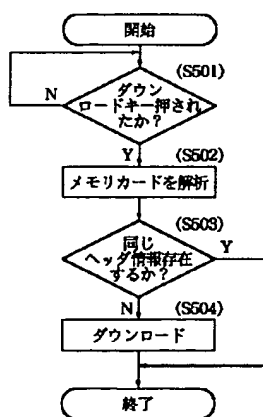 開始
(S501)
ダウン
ロードキー押され
たか?
N
Y
(S502)
メモリカードを解析
(S503)
同じ
ヘッダ情報存在
するか?
Y
N
(S504)
ダウンロード
終了